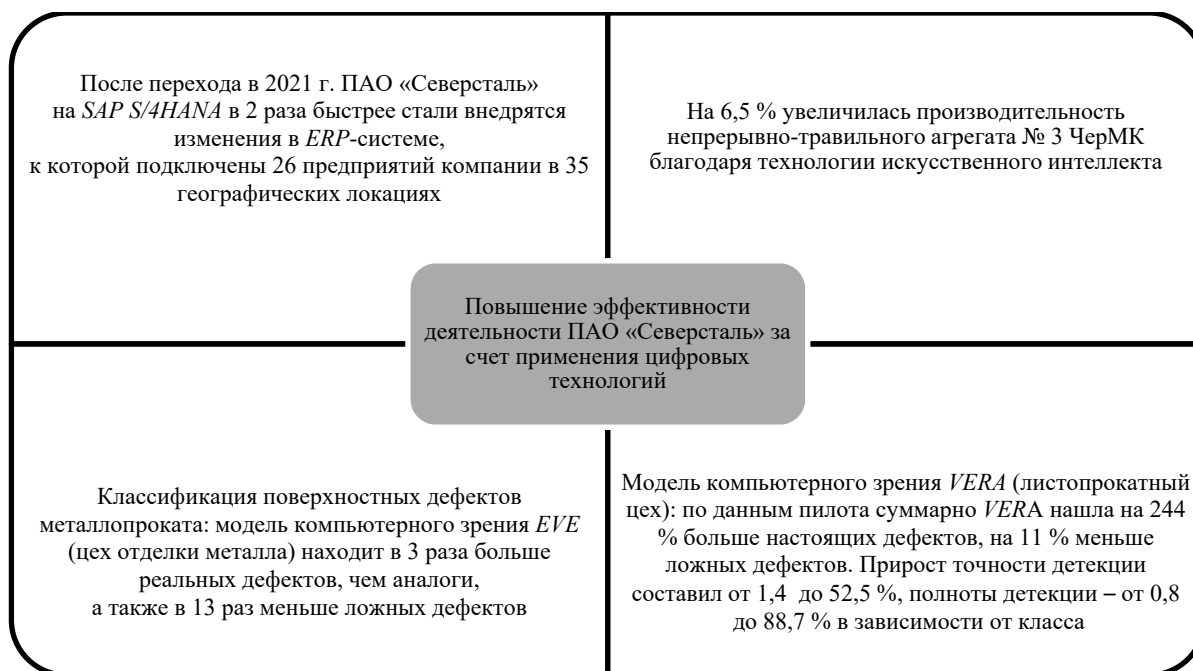 После перехода в 2021 г. ПАО «Северсталь»
на SAP S/4HANA в 2 раза быстрее стали внедрятся
изменения в ERP-системе,
к которой подключены 26 предприятий компании в 35
географических локациях
На 6,5 % увеличилась производительность
непрерывно-травильного агрегата № 3 ЧерМК
благодаря технологии искусственного интеллекта
Повышение эффективности
деятельности ПАО «Северсталь» за
счет применения цифровых
технологий
Классификация поверхностных дефектов
металлопроката: модель компьютерного зрения EVE
(цех отделки металла) находит в 3 раза больше
реальных дефектов, чем аналоги,
а также в 13 раз меньше ложных дефектов
Модель компьютерного зрения VERA (листопрокатный
цех): по данным пилота суммарно VERA нашла на 244
% больше настоящих дефектов, на 11 % меньше
ложных дефектов. Прирост точности детекции
составил от 1,4 до 52,5 %, полноты детекции – от 0,8
до 88,7 % в зависимости от класса